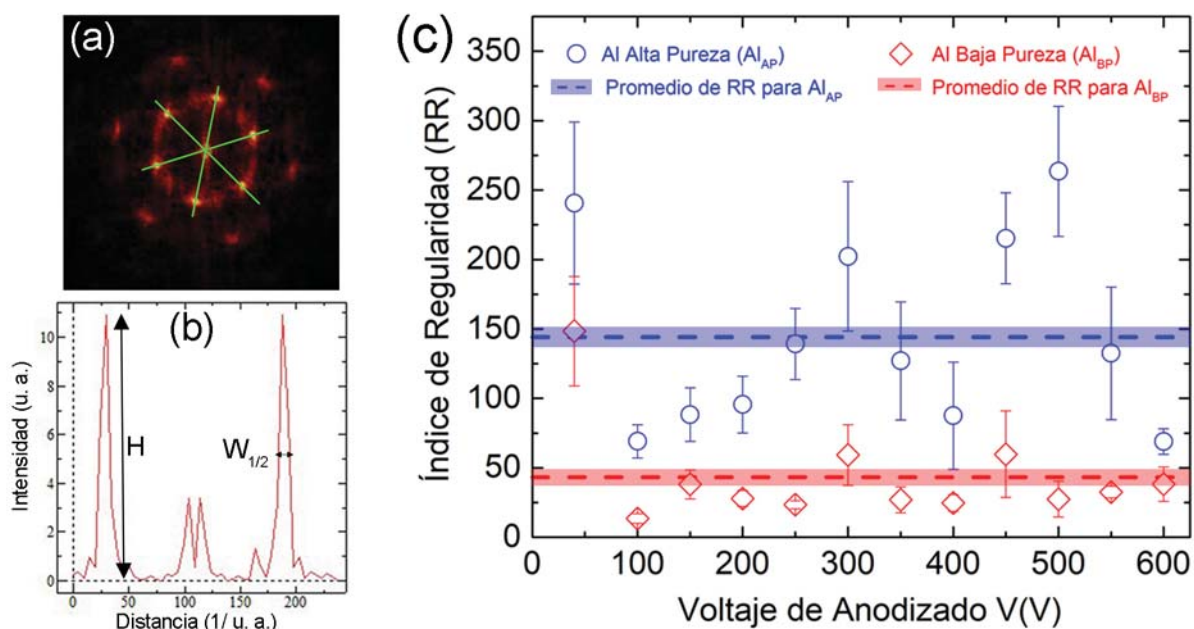 (a)
(b)
Intensidad (u. a.)
10
8
6
4
2
0
H
W1/2
0 50 100 150 200
Distancia (1/ u. a.)
(c)
Índice de Regularidad (RR)
350
300
250
200
150
100
50
0
Al Alta Pureza (AlAP)
Al Baja Pureza (AlBP)
Promedio de RR para AlAP
Promedio de RR para AlBP
0 100 200 300 400 500 600
Voltaje de Anodizado V(V)